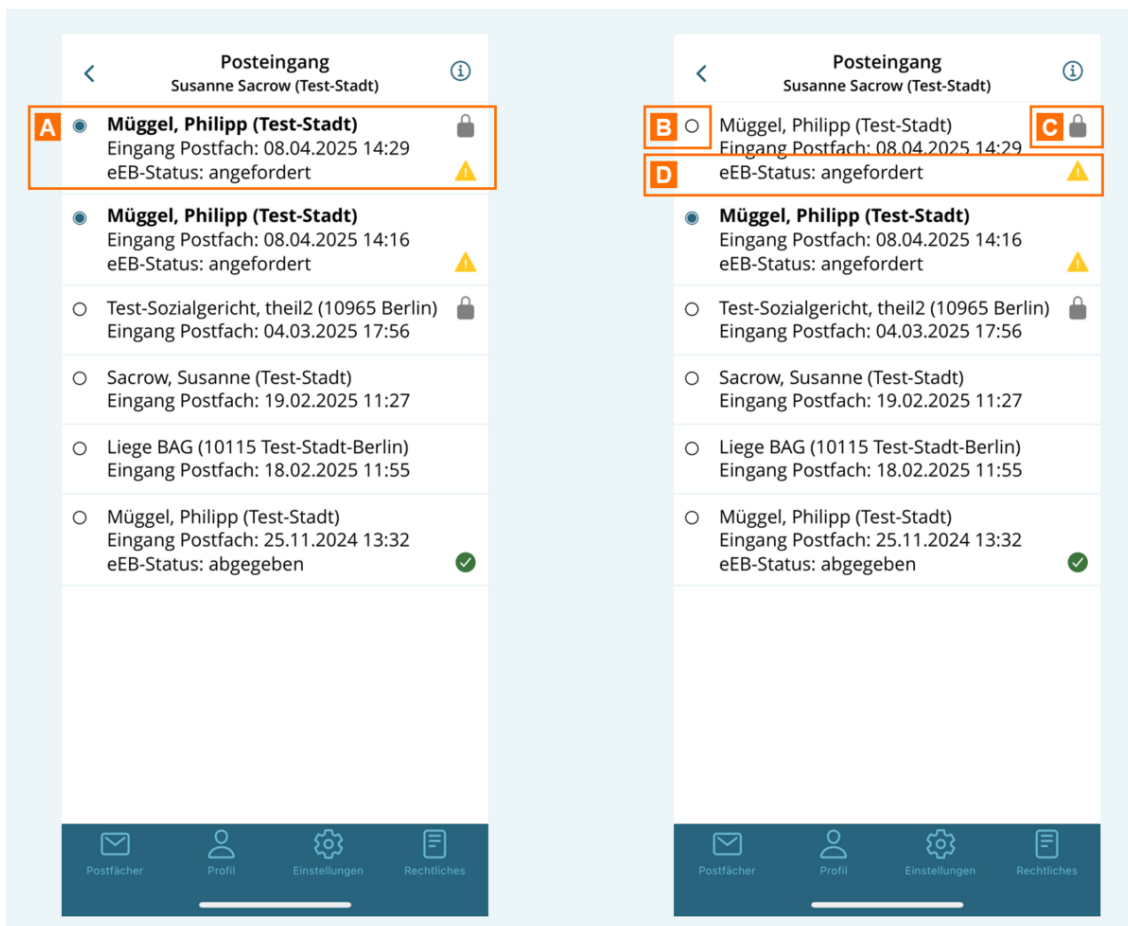 Posteingang
Susanne Sacrow (Test-Stadt)
A
Müggel, Philipp (Test-Stadt)
Eingang Postfach: 08.04.2025 14:29
eEB-Status: angefordert
Müggel, Philipp (Test-Stadt)
Eingang Postfach: 08.04.2025 14:16
eEB-Status: angefordert
Test-Sozialgericht, theil2 (10965 Berlin)
Eingang Postfach: 04.03.2025 17:56
Sacrow, Susanne (Test-Stadt)
Eingang Postfach: 19.02.2025 11:27
Liege BAG (10115 Test-Stadt-Berlin)
Eingang Postfach: 18.02.2025 11:55
Müggel, Philipp (Test-Stadt)
Eingang Postfach: 25.11.2024 13:32
eEB-Status: abgegeben
Postfächer Profil Einstellungen Rechtliches
Posteingang
Susanne Sacrow (Test-Stadt)
B
Müggel, Philipp (Test-Stadt)
C
Eingang Postfach: 08.04.2025 14:29
D
eEB-Status: angefordert
Müggel, Philipp (Test-Stadt)
Eingang Postfach: 08.04.2025 14:16
eEB-Status: angefordert
Test-Sozialgericht, theil2 (10965 Berlin)
Eingang Postfach: 04.03.2025 17:56
Sacrow, Susanne (Test-Stadt)
Eingang Postfach: 19.02.2025 11:27
Liege BAG (10115 Test-Stadt-Berlin)
Eingang Postfach: 18.02.2025 11:55
Müggel, Philipp (Test-Stadt)
Eingang Postfach: 25.11.2024 13:32
eEB-Status: abgegeben
Postfächer Profil Einstellungen Rechtliches